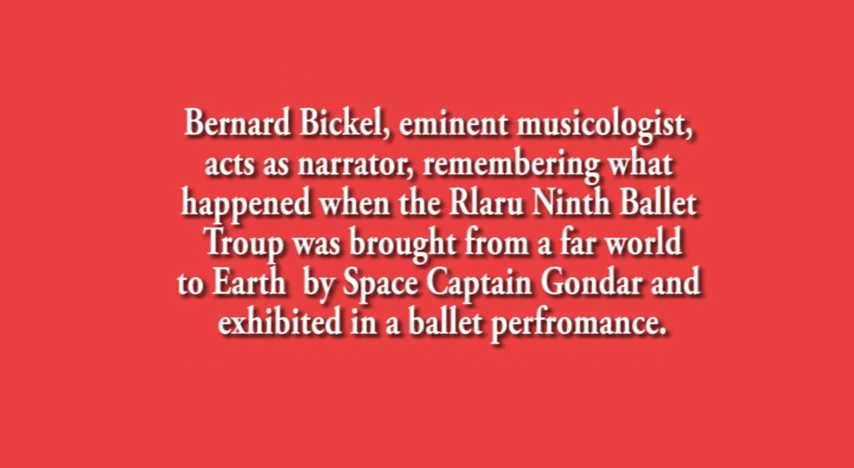 Bernard Bickel, eminent musicologist,
acts as narrator, remembering what
happened when the Rlaru Ninth Ballet
Troup was brought from a far world
to Earth  by Space Captain Gondar and
exhibited in a ballet perfromance.